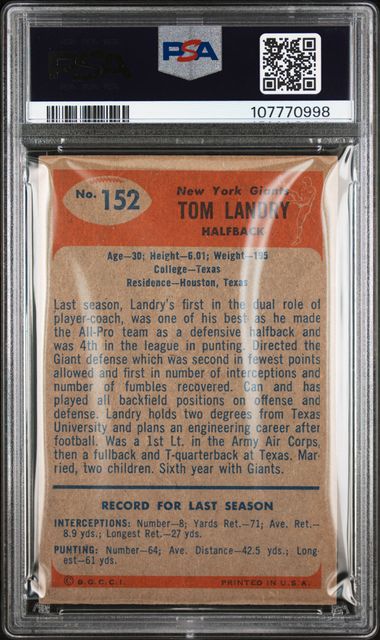 PSA
PSA
PSA
107770998
No. 152
New York Giants
TOM LANDRY
HALFBACK
Age—30; Height—6.01; Weight—195
College—Texas
Residence—Houston, Texas
Last season, Landry's first in the dual role of
player-coach, was one of his best as he made
the All-Pro team as a defensive halfback and
was 4th in the league in punting. Directed the
Giant defense which was second in fewest points
allowed and first in number of interceptions and
number of fumbles recovered. Can and has
played all backfield positions on offense and
defense. Landry holds two degrees from Texas
University and plans an engineering career after
football. Was a 1st Lt. in the Army Air Corps,
then a fullback and T-quarterback at Texas. Mar-
ried, two children. Sixth year with Giants.
RECORD FOR LAST SEASON
INTERCEPTIONS: Number—8; Yards Ret.—71; Ave. Ret.—
8.9 yds.; Longest Ret.—27 yds.
PUNTING: Number—64; Ave. Distance—42.5 yds.; Long-
est—61 yds.
© B.G.C.C.I. PRINTED IN U.S.A.